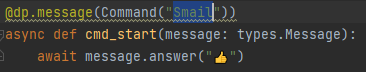 @dp.message(Command("Smail"))
async def cmd_start(message: types.Message):
    await message.answer("👍")